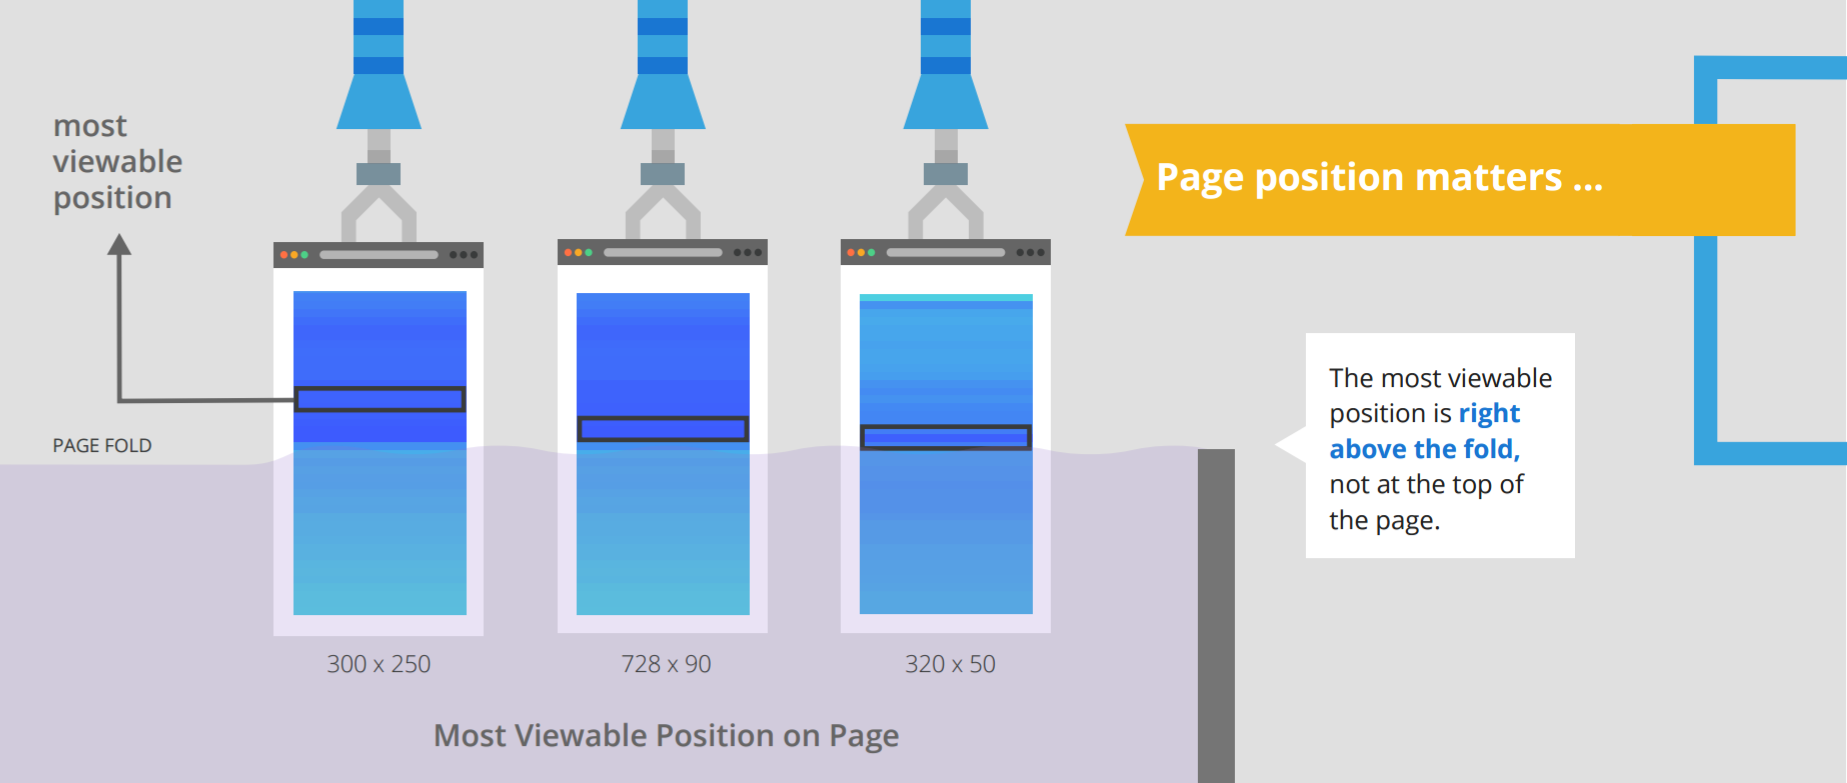 most
viewable
position
PAGE FOLD
300 x 250
728 x 90
320 x 50
Most Viewable Position on Page
Page position matters ...
The most viewable
position is right
above the fold,
not at the top of
the page.